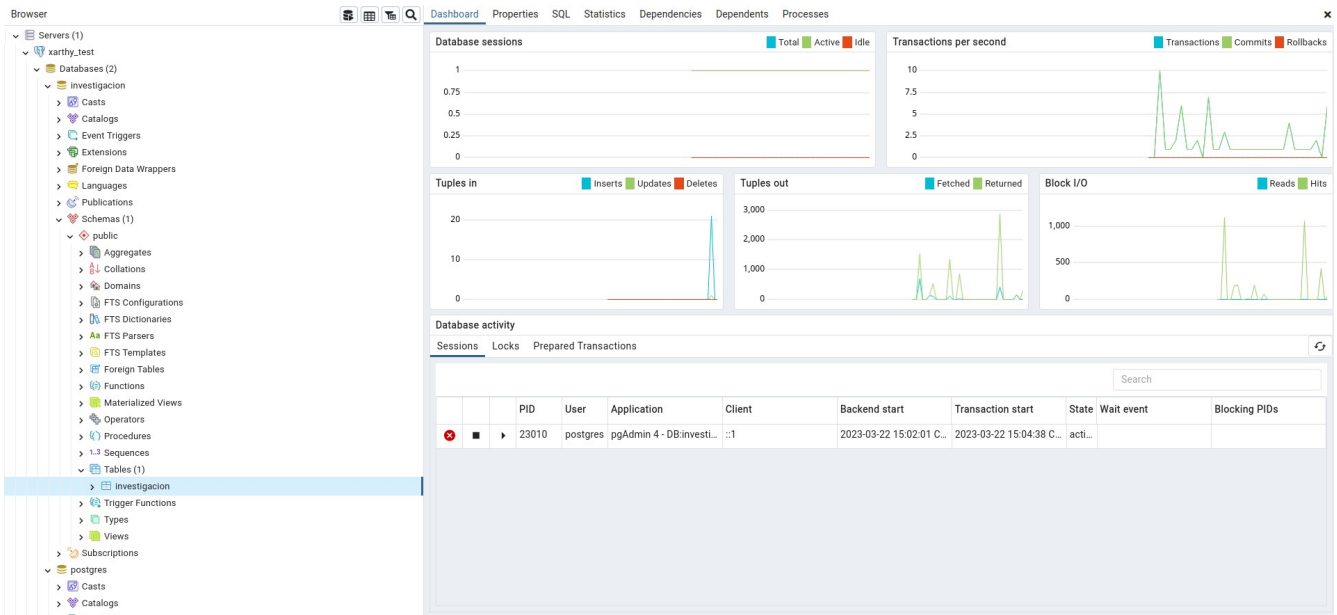 Browser
Servers (1)
xarthy_test
Databases (2)
investigacion
Casts
Catalogs
Event Triggers
Extensions
Foreign Data Wrappers
Languages
Publications
Schemas (1)
public
Aggregates
Collations
Domains
FTS Configurations
FTS Dictionaries
Aa FTS Parsers
FTS Templates
Foreign Tables
Functions
Materialized Views
Operators
Procedures
1..3 Sequences
Tables (1)
investigacion
Trigger Functions
Types
Views
Subscriptions
postgres
Casts
Catalogs
Dashboard Properties SQL Statistics Dependencies Dependents Processes
Database sessions
Total Active Idle
1
0.75
0.5
0.25
0
Transactions per second
Transactions Commits Rollbacks
10
7.5
5
2.5
0
Tuples in
Inserts Updates Deletes
20
10
0
Tuples out
Fetched Returned
3,000
2,000
1,000
0
Block I/O
Reads Hits
1,000
500
0
Database activity
Sessions Locks Prepared Transactions
Search
PID User Application Client Backend start Transaction start State Wait event Blocking PIDs
23010 postgres pgAdmin 4 - DB:investi... ::1 2023-03-22 15:02:01 C... 2023-03-22 15:04:38 C... acti...